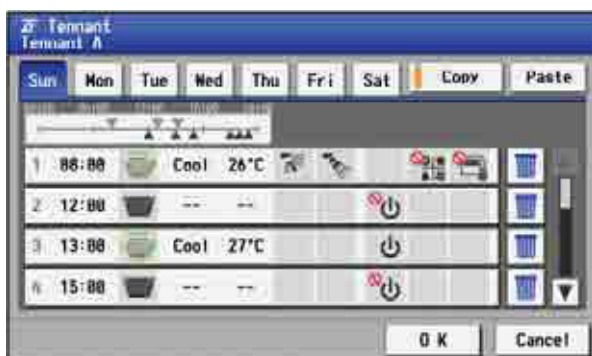 Tennant
Tennant A
Sun Mon Tue Wed Thu Fri Sat Copy Paste
1 08:00 Cool 26°C
2 12:00 -- --
3 13:00 Cool 27°C
4 15:00 -- --
OK Cancel